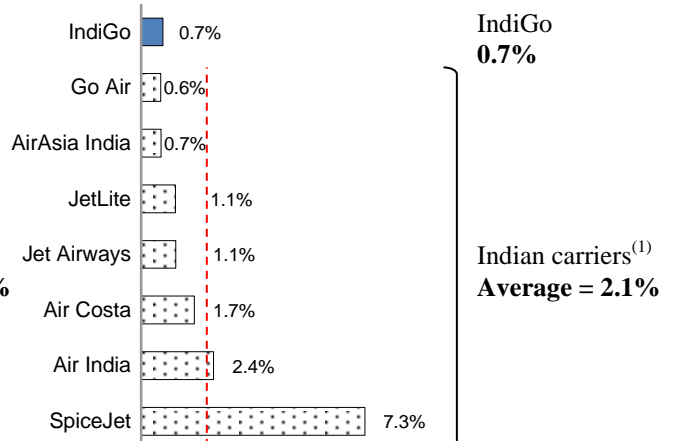 IndiGo 0.7%
Go Air 0.6%
AirAsia India 0.7%
JetLite 1.1%
Jet Airways 1.1%
Air Costa 1.7%
Air India 2.4%
SpiceJet 7.3%
%
IndiGo
0.7%
Indian carriers(1)
Average = 2.1%